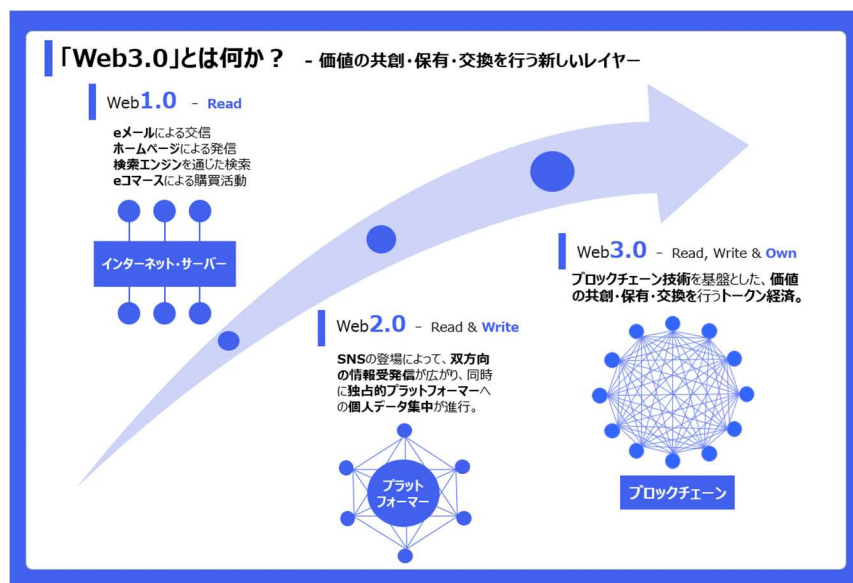 「Web3.0」とは何か？ - 価値の共創・保有・交換を行う新しいレイヤー
Web1.0 - Read
eメールによる交信
ホームページによる発信
検索エンジンを通じた検索
eコマースによる購買活動
インターネット・サーバー
Web2.0 - Read & Write
SNSの登場によって、双方向
の情報受発信が広がり、同時
に独占的プラットフォーマーへ
の個人データ集中が進行。
プラット
フォーマー
Web3.0 - Read, Write & Own
ブロックチェーン技術を基盤とした、価値
の共創・保有・交換を行うトークン経済。
ブロックチェーン